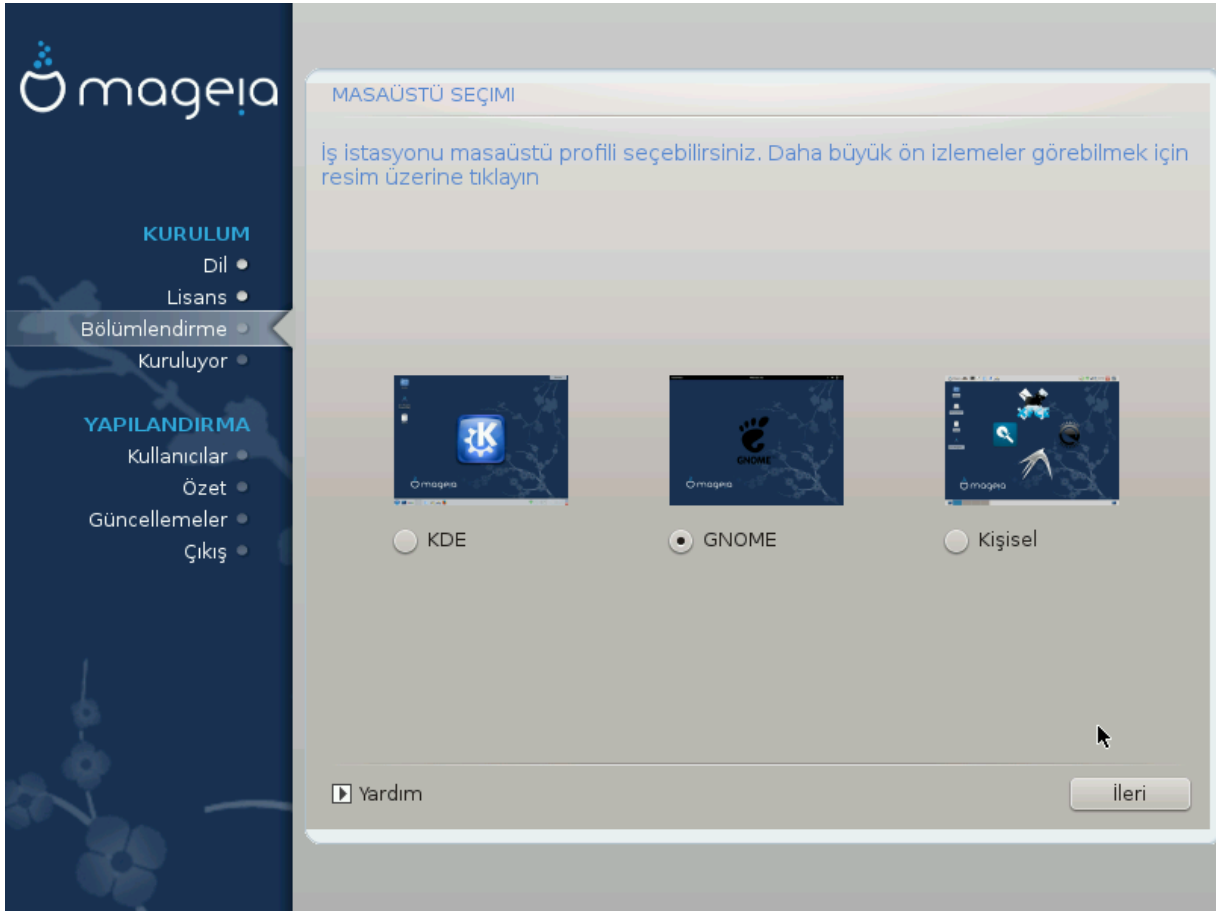 mageia
KURULUM
Dil
Lisans
Bölümlendirme
Kuruluyor
YAPILANDIRMA
Kullanıcılar
Özet
Güncellemeler
Çıkış
MASAÜSTÜ SEÇIMI
İş istasyonu masaüstü profili seçebilirsiniz. Daha büyük ön izlemeler görebilmek için
resim üzerine tıklayın
mageia
GNOME
mageia
mageia
KDE
GNOME
Kişisel
Yardım
İleri